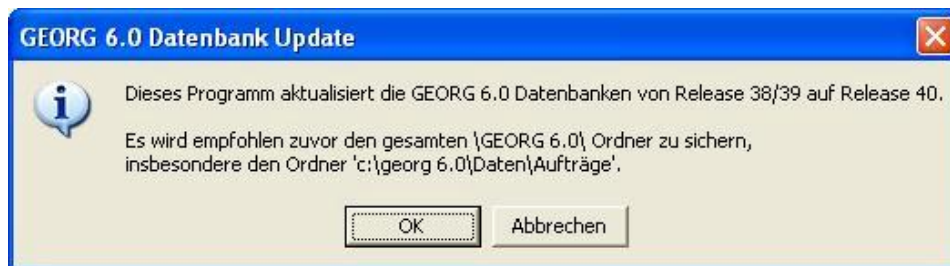 GEORG 6.0 Datenbank Update
Dieses Programm aktualisiert die GEORG 6.0 Datenbanken von Release 38/39 auf Release 40.
Es wird empfohlen zuvor den gesamten \GEORG 6.0\ Ordner zu sichern,
insbesondere den Ordner 'c:\georg 6.0\Daten\Aufträge'.
OK Abbrechen